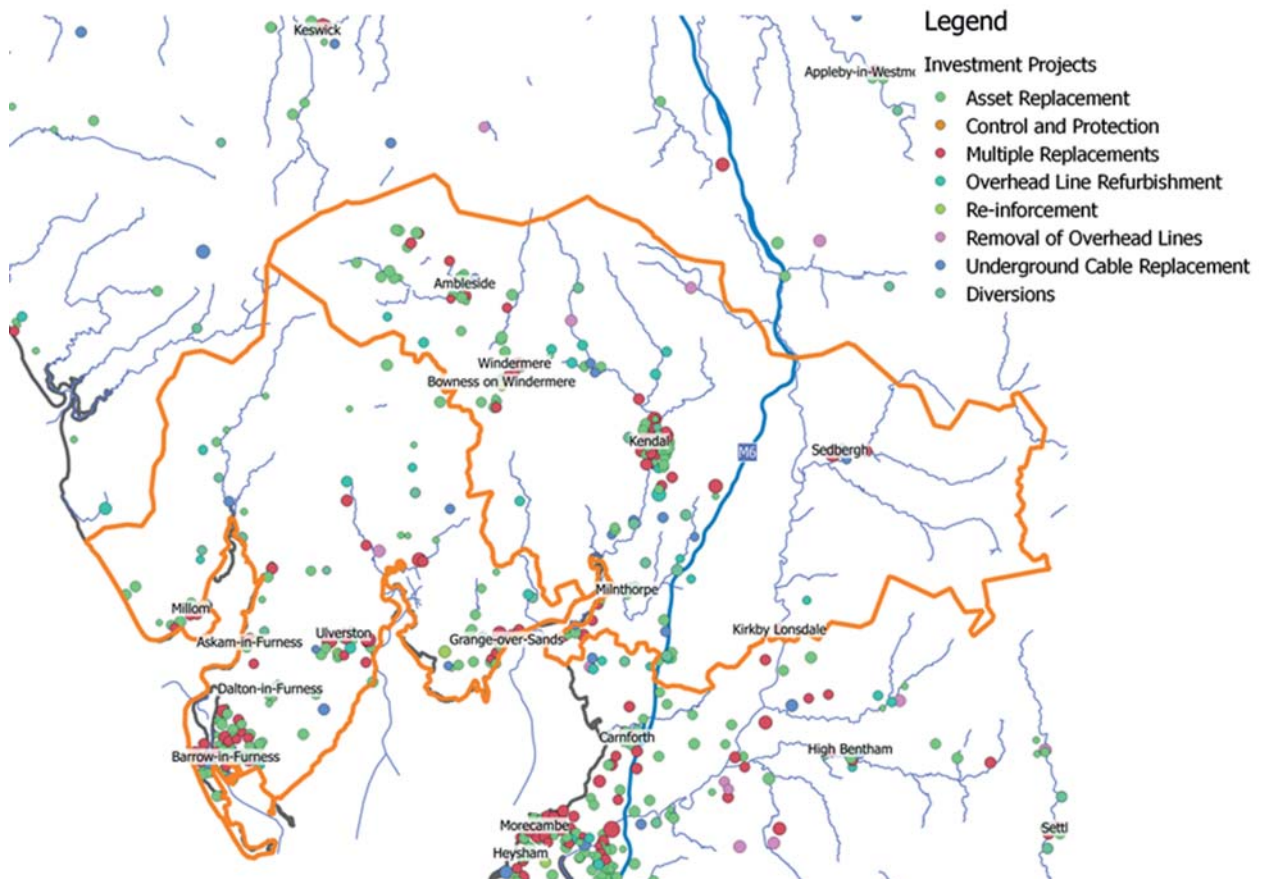 Legend
Investment Projects
Asset Replacement
Control and Protection
Multiple Replacements
Overhead Line Refurbishment
Re-inforcement
Removal of Overhead Lines
Underground Cable Replacement
Diversions
Keswick
Appleby-in-Westmo
Ambleside
Windermere
Bowness on Windermere
Kendal
M6
Sedbergh
Millom
Milnthorpe
Askam-in-Furness
Ulverston
Grange-over-Sands
Kirkby Lonsdale
Dalton-in-Furness
Carnforth
High Bentham
Barrow-in-Furness
Morecambe
Heysham
Settl